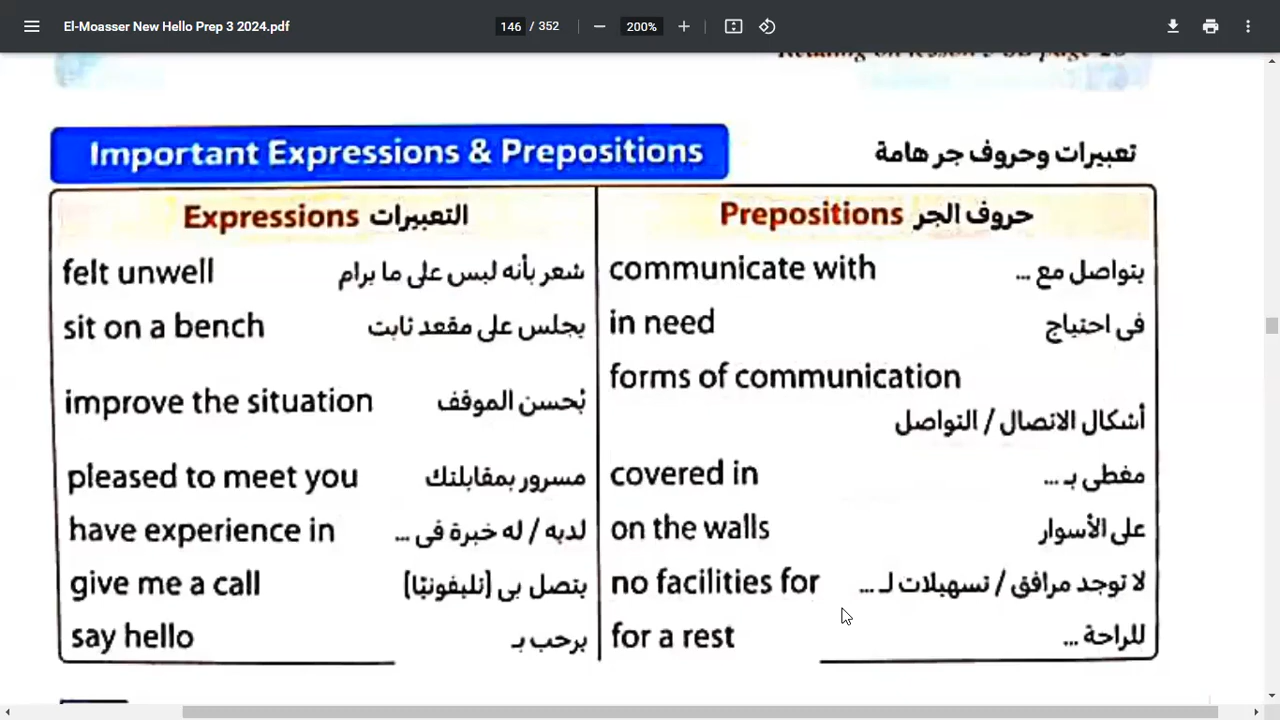 El-Moasser New Hello Prep 3 2024.pdf
146 / 352
200%
Important Expressions & Prepositions
تعبيرات وحروف جر هامة
Expressions التعبيرات
Prepositions حروف الجر
felt unwell شعر بأنه ليس على ما يرام
communicate with يتواصل مع ...
sit on a bench يجلس على مقعد ثابت
in need فى احتياج
forms of communication
improve the situation يُحسن الموقف
أشكال الاتصال / التواصل
pleased to meet you مسرور بمقابلتك
covered in مغطى بـ ...
have experience in لديه / له خبرة فى ...
on the walls على الأسوار
give me a call يتصل بى [تليفونيًا]
no facilities for لا توجد مرافق / تسهيلات لـ ...
say hello يرحب بـ
for a rest للراحة ...